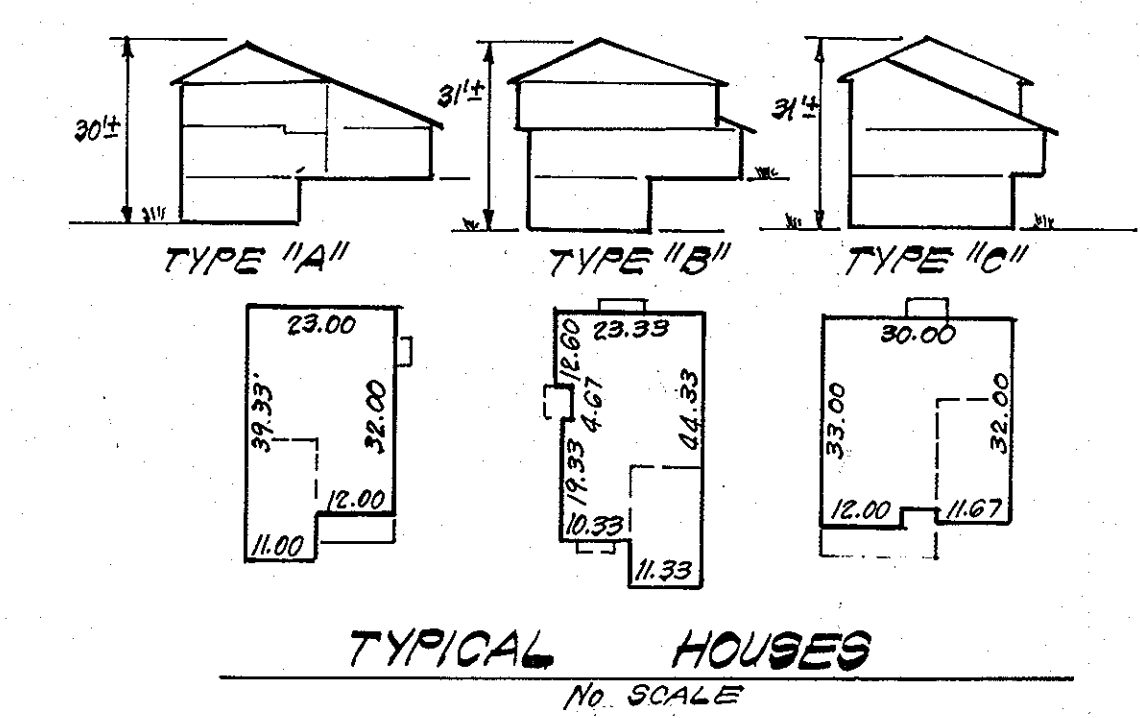 30'± 31'± 31'±
TYPE "A" TYPE "B" TYPE "C"
23.00 23.33 30.00
39.33' 32.00 12.60 4.67 44.33 33.00 32.00
19.33
12.00 10.33 12.00 11.67
11.00 11.33
TYPICAL HOUSES
NO SCALE